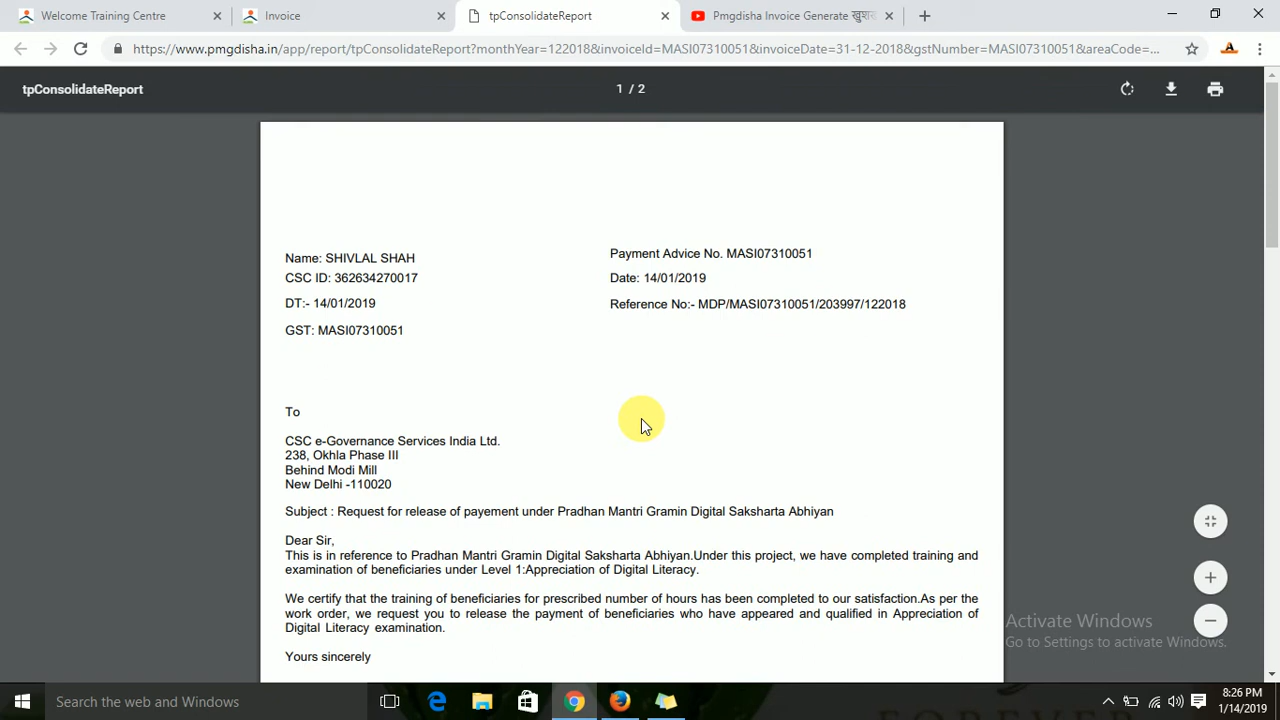 Welcome Training Centre
Invoice
tpConsolidateReport
Pmgdisha Invoice Generate
https://www.pmgdisha.in/app/report/tpConsolidateReport?monthYear=122018&invoiceId=MASI07310051&invoiceDate=31-12-2018&gstNumber=MASI07310051&areaCode=...
tpConsolidateReport
1 / 2
Name: SHIVLAL SHAH
Payment Advice No. MASI07310051
CSC ID: 362634270017
Date: 14/01/2019
DT:- 14/01/2019
Reference No:- MDP/MASI07310051/203997/122018
GST: MASI07310051
To
CSC e-Governance Services India Ltd.
238, Okhla Phase III
Behind Modi Mill
New Delhi -110020
Subject : Request for release of payement under Pradhan Mantri Gramin Digital Saksharta Abhiyan
Dear Sir,
This is in reference to Pradhan Mantri Gramin Digital Saksharta Abhiyan.Under this project, we have completed training and
examination of beneficiaries under Level 1:Appreciation of Digital Literacy.
We certify that the training of beneficiaries for prescribed number of hours has been completed to our satisfaction.As per the
work order, we request you to release the payment of beneficiaries who have appeared and qualified in Appreciation of
Digital Literacy examination.
Yours sincerely
Activate Windows
Go to Settings to activate Windows.
Search the web and Windows
8:26 PM
1/14/2019